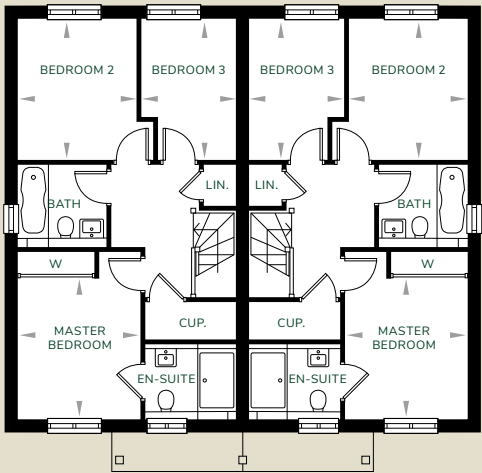 BEDROOM 2
BEDROOM 3
BEDROOM 3
BEDROOM 2
LIN.
LIN.
BATH
BATH
W
W
CUP.
CUP.
MASTER
BEDROOM
MASTER
BEDROOM
EN-SUITE
EN-SUITE